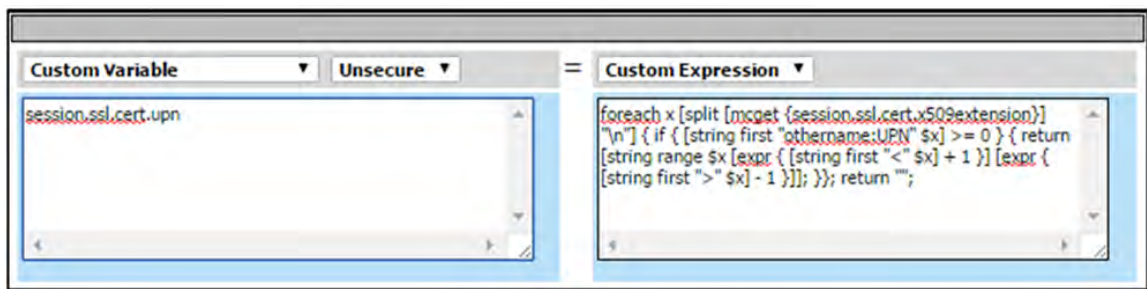 Custom Variable ▼ Unsecure ▼ = Custom Expression ▼
session.ssl.cert.upn
foreach x [split [mcget {session.ssl.cert.x509extension}]
"\n"] { if { [string first "othername:UPN" $x] >= 0 } { return
[string range $x [expr { [string first "<" $x] + 1 }] [expr {
[string first ">" $x] - 1 }]]; }}; return "";